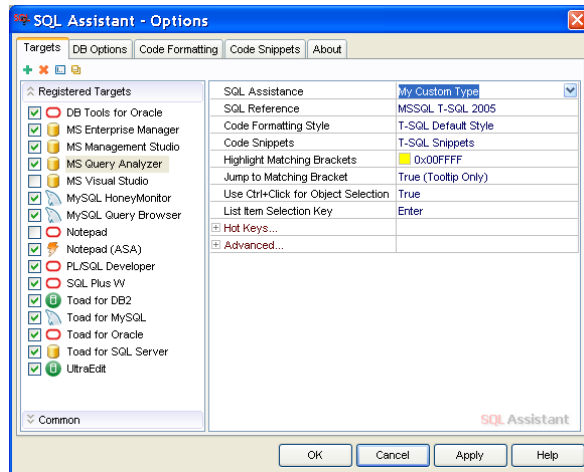 SQL Assistant - Options
Targets DB Options Code Formatting Code Snippets About
Registered Targets
DB Tools for Oracle
MS Enterprise Manager
MS Management Studio
MS Query Analyzer
MS Visual Studio
MySQL HoneyMonitor
MySQL Query Browser
Notepad
Notepad (ASA)
PL/SQL Developer
SQL Plus W
Toad for DB2
Toad for MySQL
Toad for Oracle
Toad for SQL Server
UltraEdit
Common
SQL Assistance My Custom Type
SQL Reference MSSQL T-SQL 2005
Code Formatting Style T-SQL Default Style
Code Snippets T-SQL Snippets
Highlight Matching Brackets 0x00FFFF
Jump to Matching Bracket True (Tooltip Only)
Use Ctrl+Click for Object Selection True
List Item Selection Key Enter
Hot Keys...
Advanced...
SQL Assistant
OK Cancel Apply Help